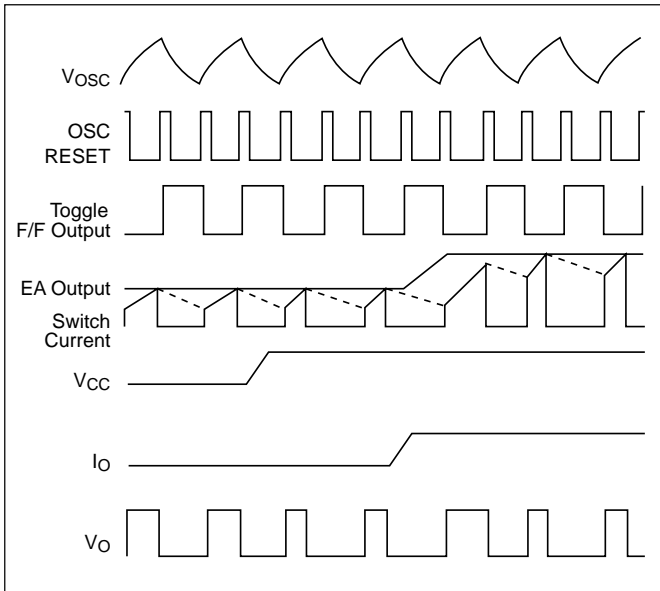 VOSC
OSC
RESET
Toggle
F/F Output
EA Output
Switch
Current
VCC
IO
VO